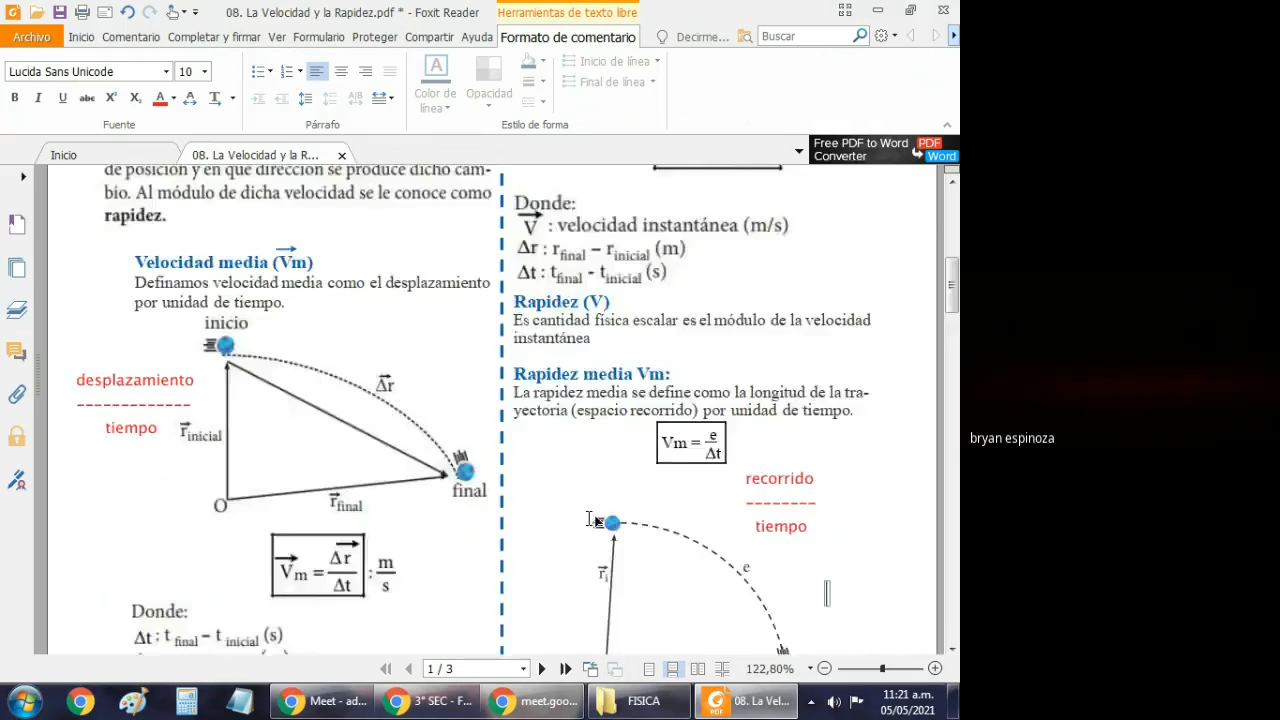 08. La Velocidad y la Rapidez.pdf * - Foxit Reader
Herramientas de texto libre
Archivo Inicio Comentario Completar y firmar Ver Formulario Proteger Compartir Ayuda Formato de comentario Decirme... Buscar
Lucida Sans Unicode 10
Color de línea
Opacidad
Inicio de línea
Final de línea
Fuente Párrafo Estilo de forma
Inicio
08. La Velocidad y la R...
Free PDF to Word Converter
PDF
Word
de posición y en que dirección se produce dicho cam-
bio. Al módulo de dicha velocidad se le conoce como
rapidez.
Velocidad media (Vm)
Definamos velocidad media como el desplazamiento
por unidad de tiempo.
inicio
Δr
desplazamiento
-------------
tiempo
r inicial
final
O
r final
Vm = Δr/Δt : m/s
Donde:
Δt : t final – t inicial (s)
Donde:
V : velocidad instantánea (m/s)
Δr : r final – r inicial (m)
Δt : t final - t inicial (s)
Rapidez (V)
Es cantidad física escalar es el módulo de la velocidad
instantánea
Rapidez media Vm:
La rapidez media se define como la longitud de la tra-
yectoria (espacio recorrido) por unidad de tiempo.
Vm = e/Δt
recorrido
--------
tiempo
r i
e
bryan espinoza
1 / 3
122,80%
Meet - ad...
3° SEC - F...
meet.goo...
FISICA
08. La Vel...
11:21 a.m.
05/05/2021